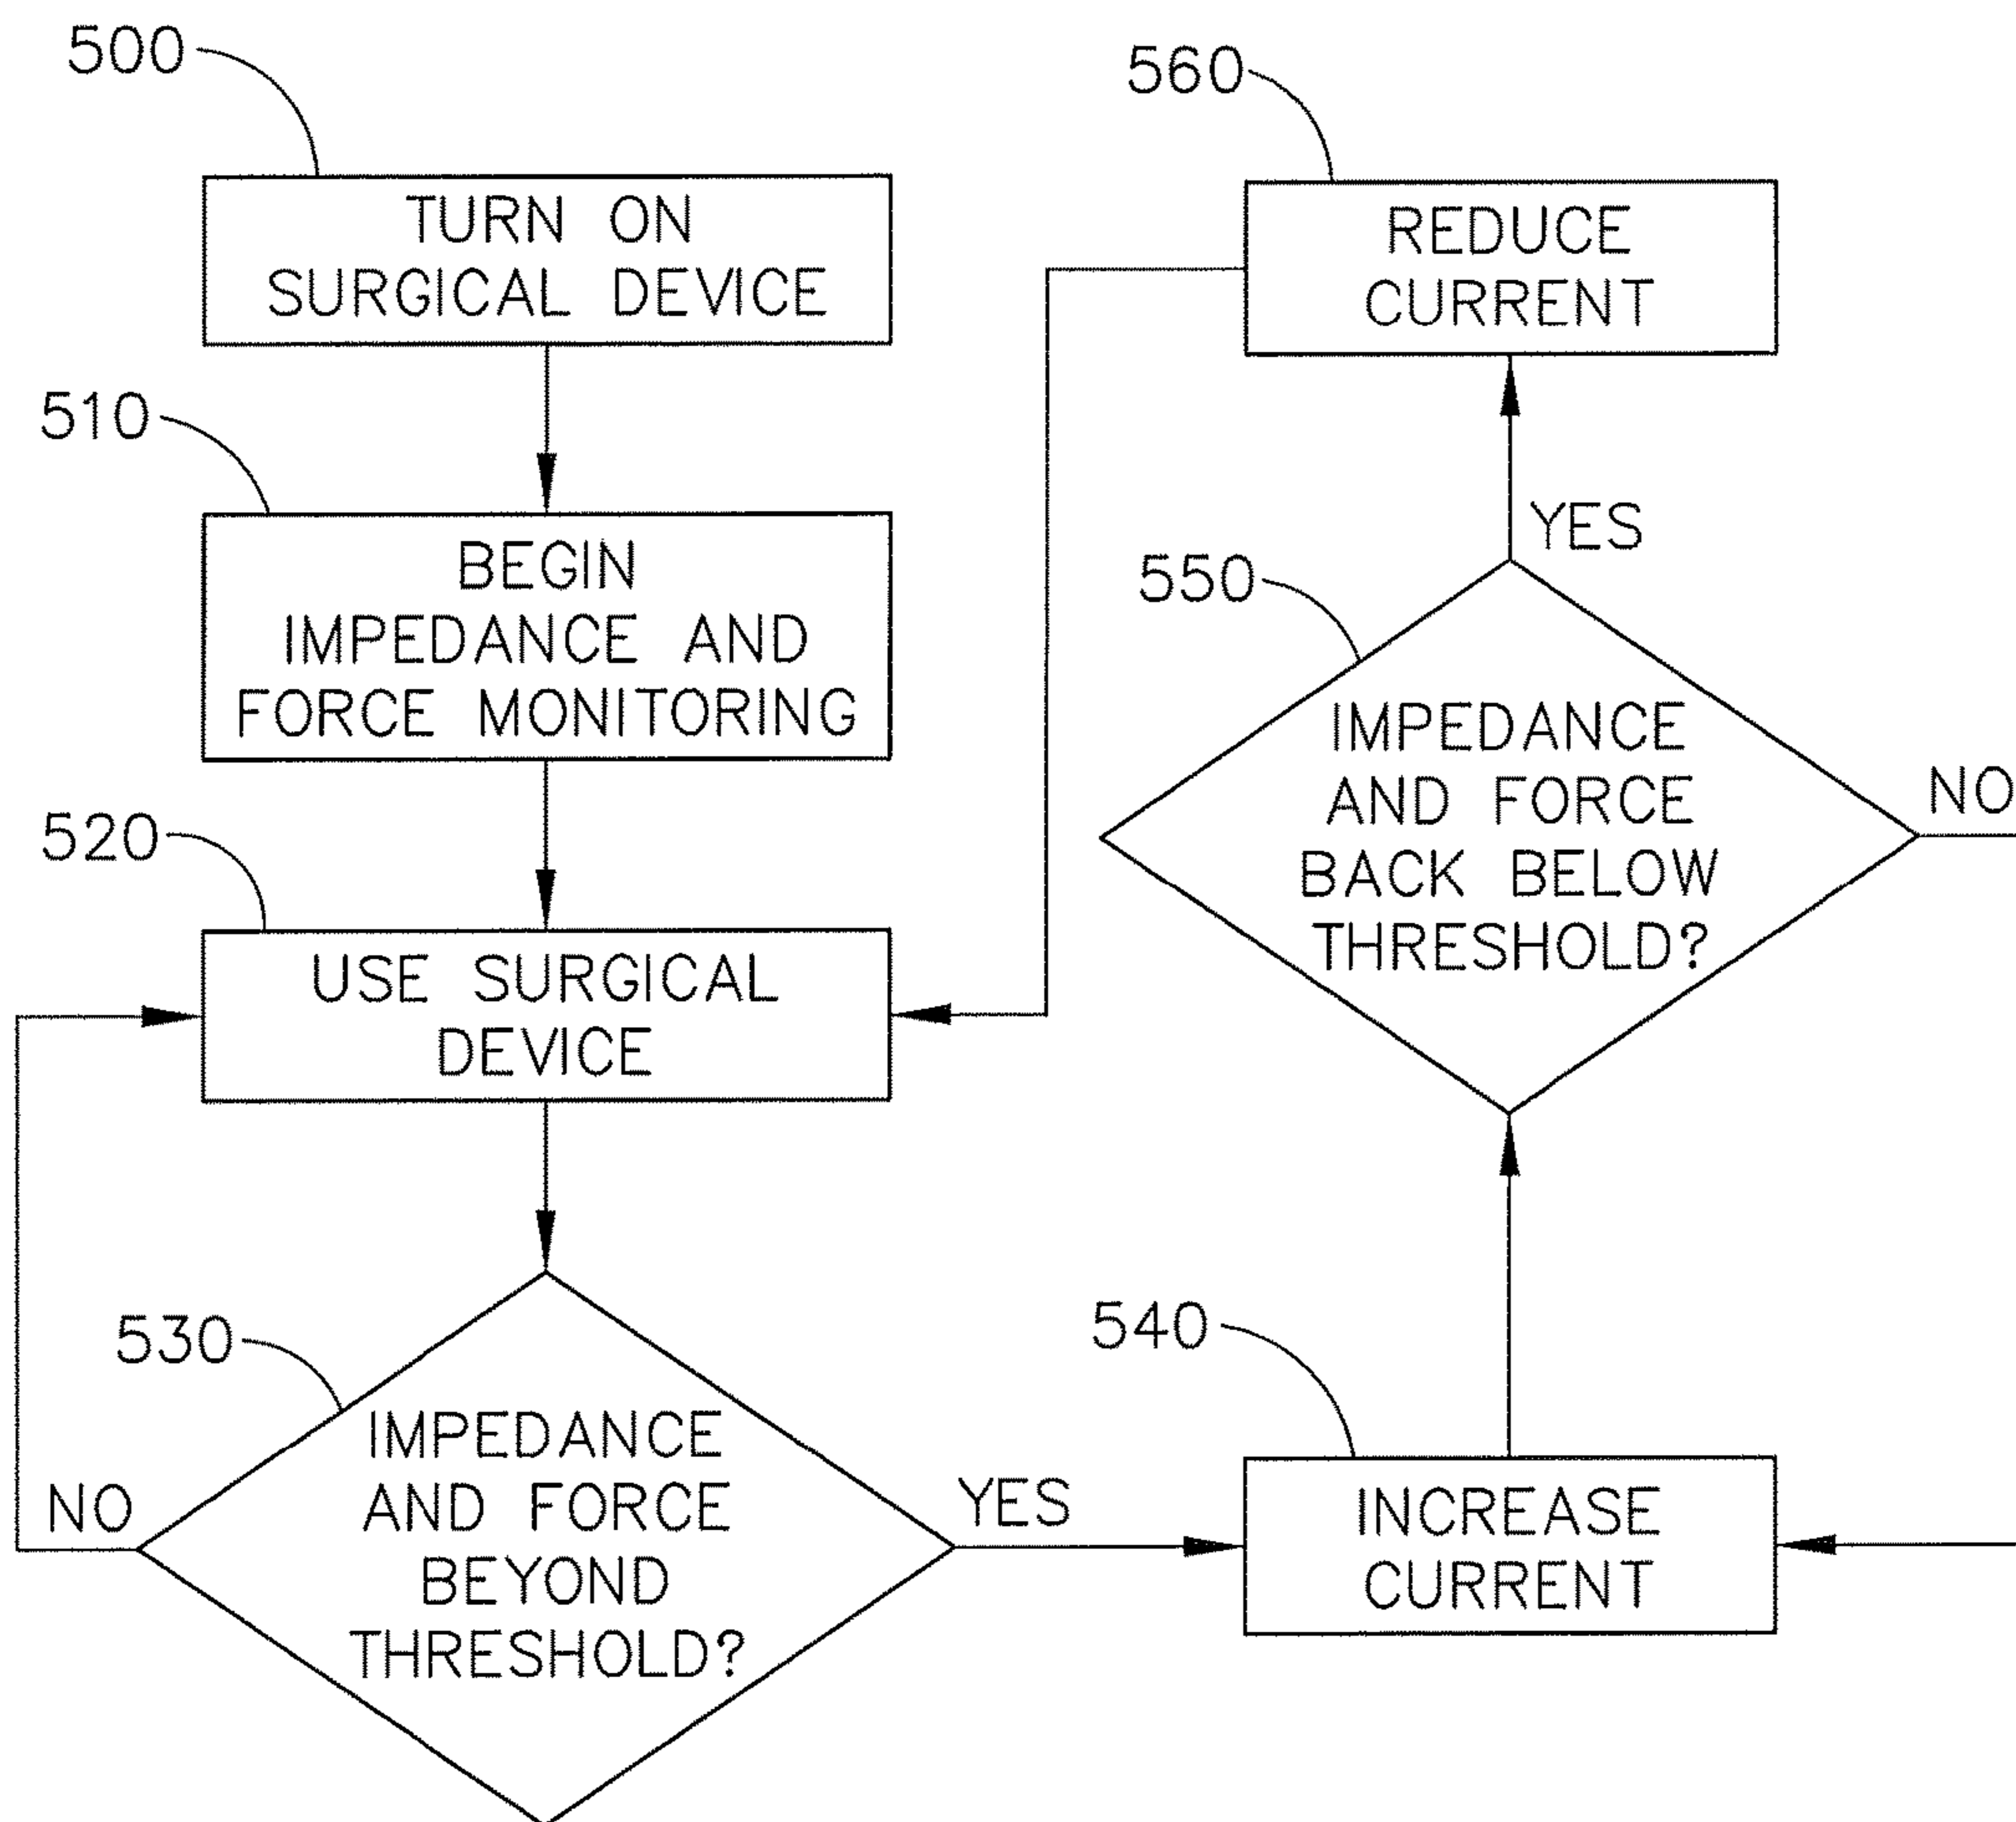 500
TURN ON
SURGICAL DEVICE
510
BEGIN
IMPEDANCE AND
FORCE MONITORING
520
USE SURGICAL
DEVICE
530
IMPEDANCE
AND FORCE
BEYOND
THRESHOLD?
NO
YES
540
INCREASE
CURRENT
550
IMPEDANCE
AND FORCE
BACK BELOW
THRESHOLD?
YES
NO
560
REDUCE
CURRENT